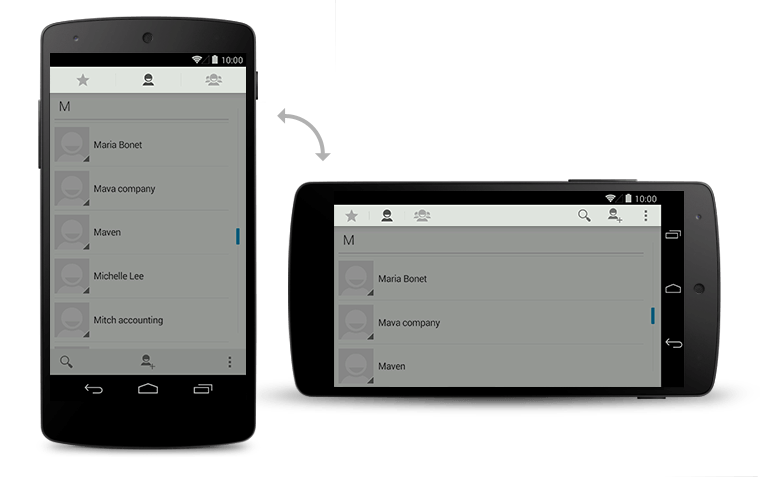 10:00
M
Maria Bonet
Mava company
Maven
Michelle Lee
Mitch accounting
10:00
M
Maria Bonet
Mava company
Maven